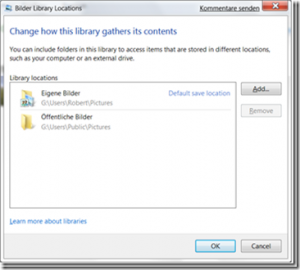 Bilder Library Locations
Kommentare senden
Change how this library gathers its contents
You can include folders in this library to access items that are stored in different locations,
such as your computer or an external drive.
Library locations
Eigene Bilder
Default save location
G:\Users\Robert\Pictures
Öffentliche Bilder
G:\Users\Public\Pictures
Add...
Remove
Learn more about libraries
OK
Cancel